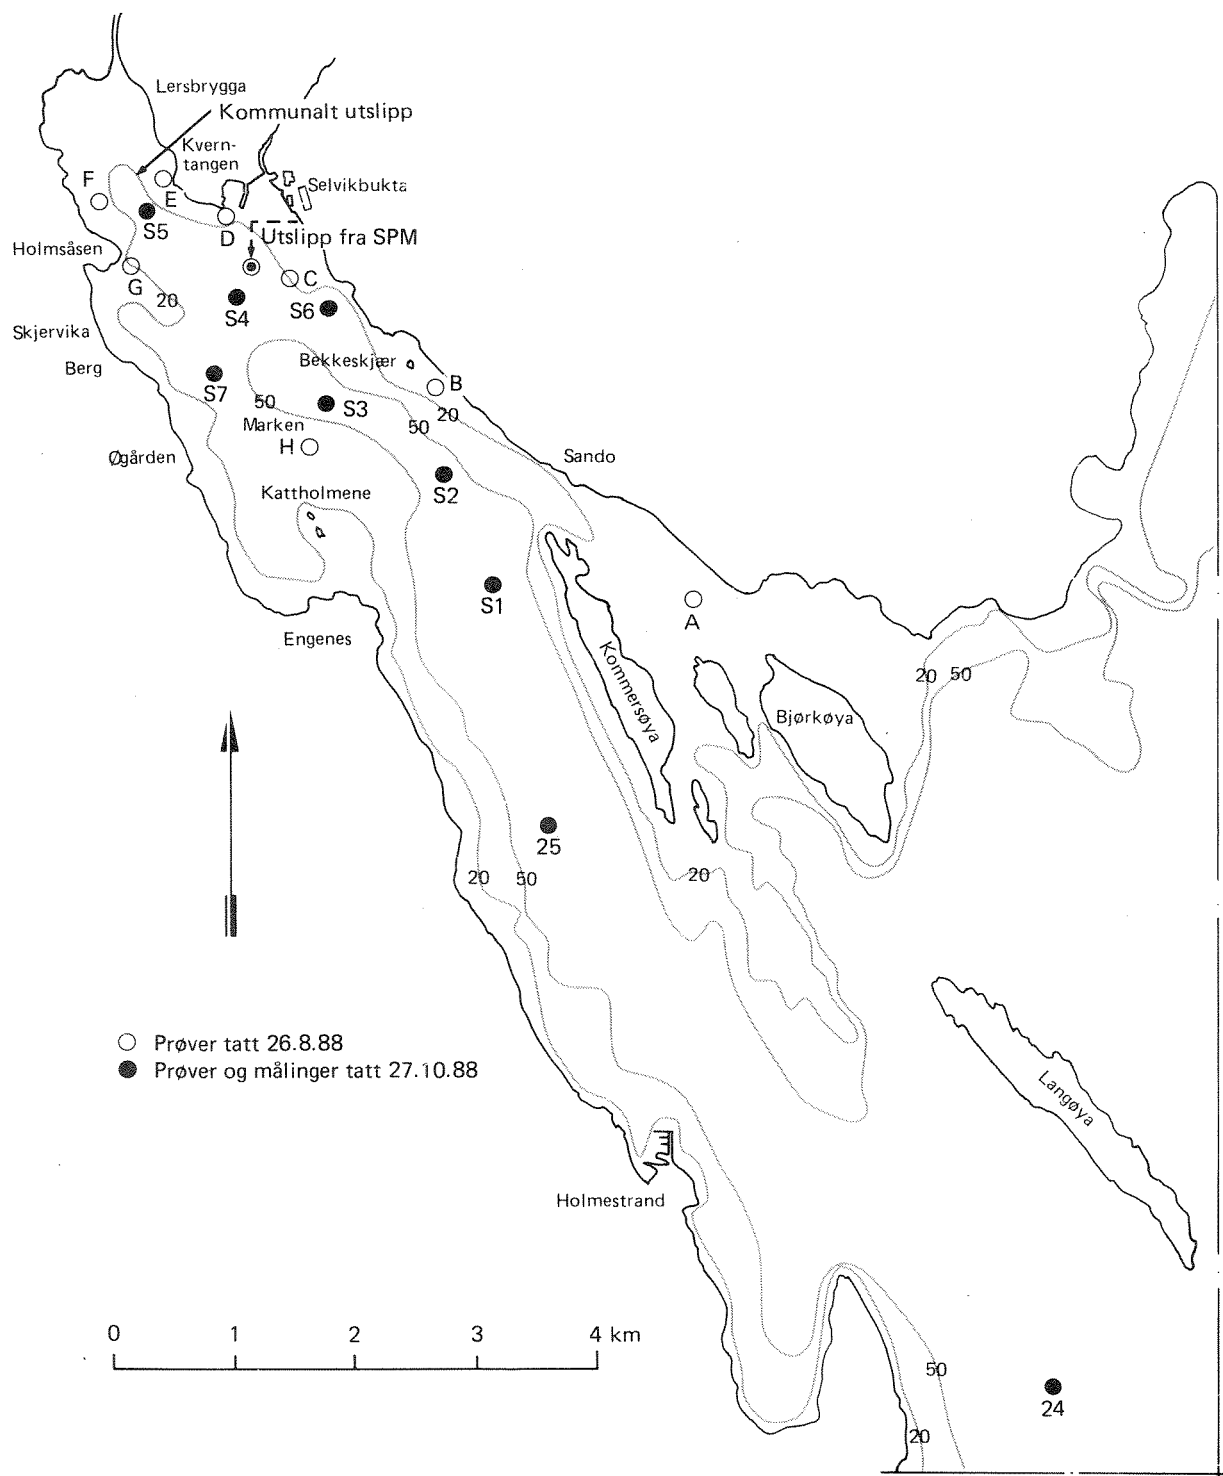 Lersbrygga
Kommunalt utslipp
Kvern-
tangen
F
E
Selvikbukta
S5
D
Utslipp fra SPM
Holmsåsen
G
C
20
S4
S6
Skjervika
Bekkeskjær
Berg
S7
B
50
S3
20
Marken
50
H
Øgården
Sando
Kattholmene
S2
S1
A
Engenes
Kommersøya
20
50
Bjørkøya
25
20
50
20
Prøver tatt 26.8.88
Prøver og målinger tatt 27.10.88
Langøya
Holmestrand
0 1 2 3 4 km
50
24
20